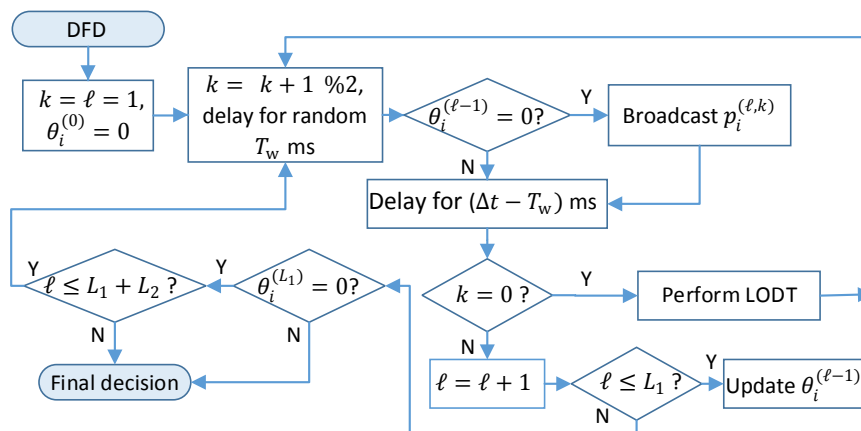 DFD
k = ℓ = 1,
θ_i^(0) = 0
k = k + 1 %2,
delay for random
T_w ms
θ_i^(ℓ−1) = 0?
Y
Broadcast p_i^(ℓ,k)
N
Delay for (Δt − T_w) ms
Y
ℓ ≤ L_1 + L_2 ?
Y
θ_i^(L_1) = 0?
k = 0 ?
Y
Perform LODT
N
N
N
Final decision
ℓ = ℓ + 1
ℓ ≤ L_1 ?
Y
Update θ_i^(ℓ−1)
N